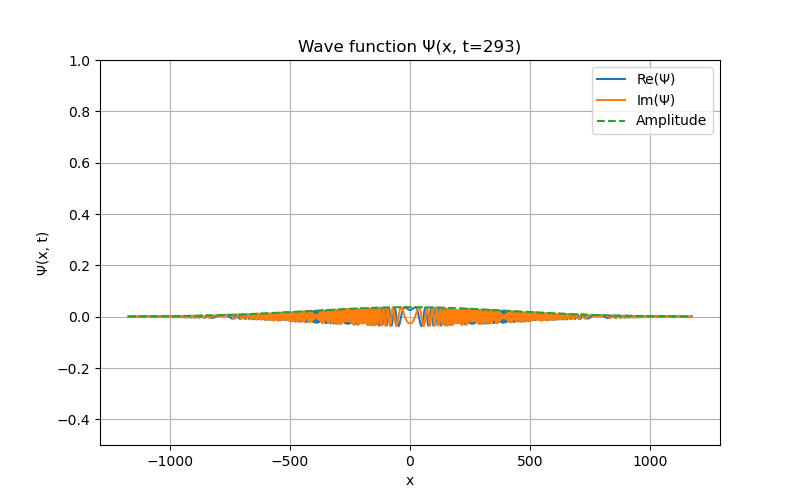 Wave function Ψ(x, t=293)
Re(Ψ)
Im(Ψ)
Amplitude
Ψ(x, t)
1.0
0.8
0.6
0.4
0.2
0.0
−0.2
−0.4
−1000 −500 0 500 1000
x